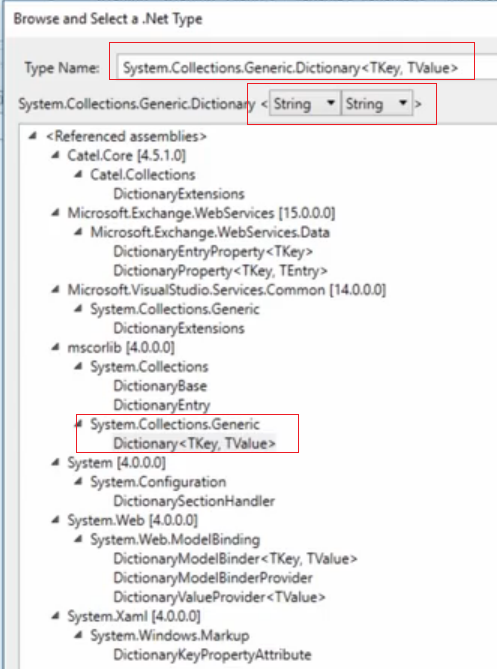 Browse and Select a .Net Type
Type Name: System.Collections.Generic.Dictionary<TKey, TValue>
System.Collections.Generic.Dictionary < String String >
<Referenced assemblies>
Catel.Core [4.5.1.0]
Catel.Collections
DictionaryExtensions
Microsoft.Exchange.WebServices [15.0.0.0]
Microsoft.Exchange.WebServices.Data
DictionaryEntryProperty<TKey>
DictionaryProperty<TKey, TEntry>
Microsoft.VisualStudio.Services.Common [14.0.0.0]
System.Collections.Generic
DictionaryExtensions
mscorlib [4.0.0.0]
System.Collections
DictionaryBase
DictionaryEntry
System.Collections.Generic
Dictionary<TKey, TValue>
System [4.0.0.0]
System.Configuration
DictionarySectionHandler
System.Web [4.0.0.0]
System.Web.ModelBinding
DictionaryModelBinder<TKey, TValue>
DictionaryModelBinderProvider
DictionaryValueProvider<TValue>
System.Xaml [4.0.0.0]
System.Windows.Markup
DictionaryKeyPropertyAttribute